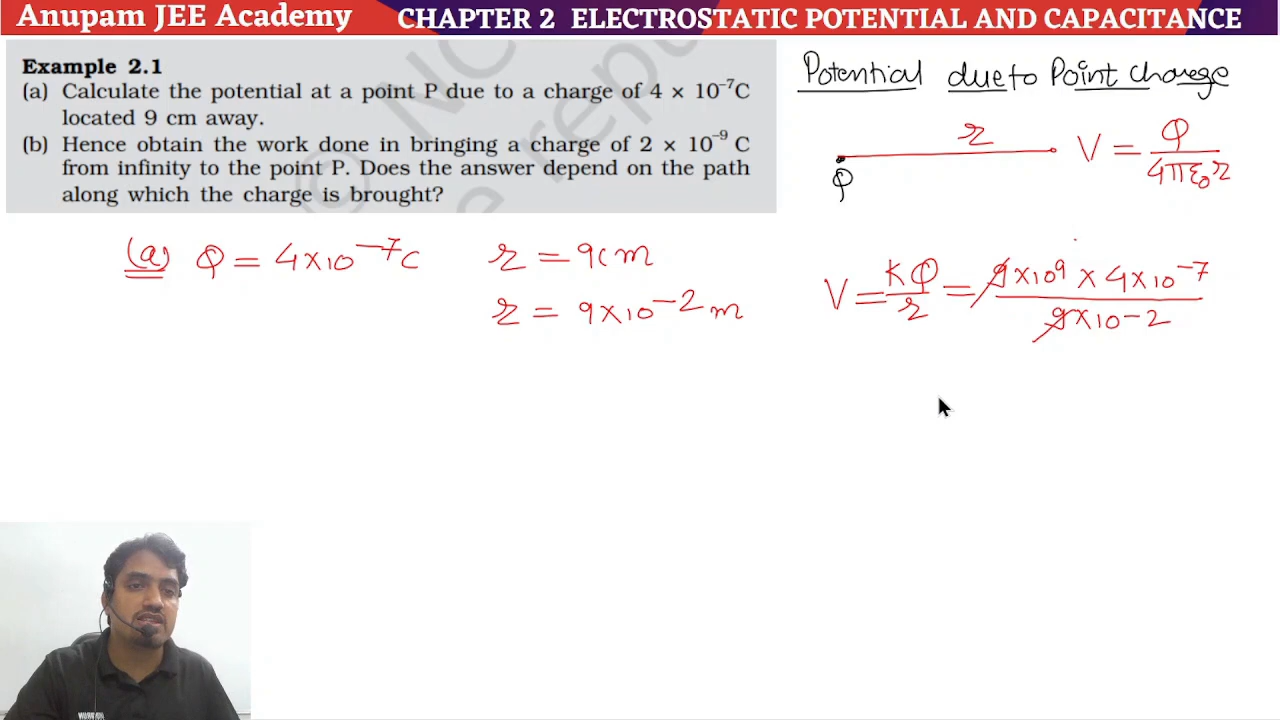 Anupam JEE Academy
CHAPTER 2 ELECTROSTATIC POTENTIAL AND CAPACITANCE
Example 2.1
(a) Calculate the potential at a point P due to a charge of 4 × 10⁻⁷C
located 9 cm away.
(b) Hence obtain the work done in bringing a charge of 2 × 10⁻⁹ C
from infinity to the point P. Does the answer depend on the path
along which the charge is brought?
Potential due to Point charge
r
Q
V = Q / 4πε₀r
(a) Q = 4×10⁻⁷C r = 9cm
r = 9×10⁻² m
V = KQ/r = 9×10⁹ × 4×10⁻⁷ / 9×10-2